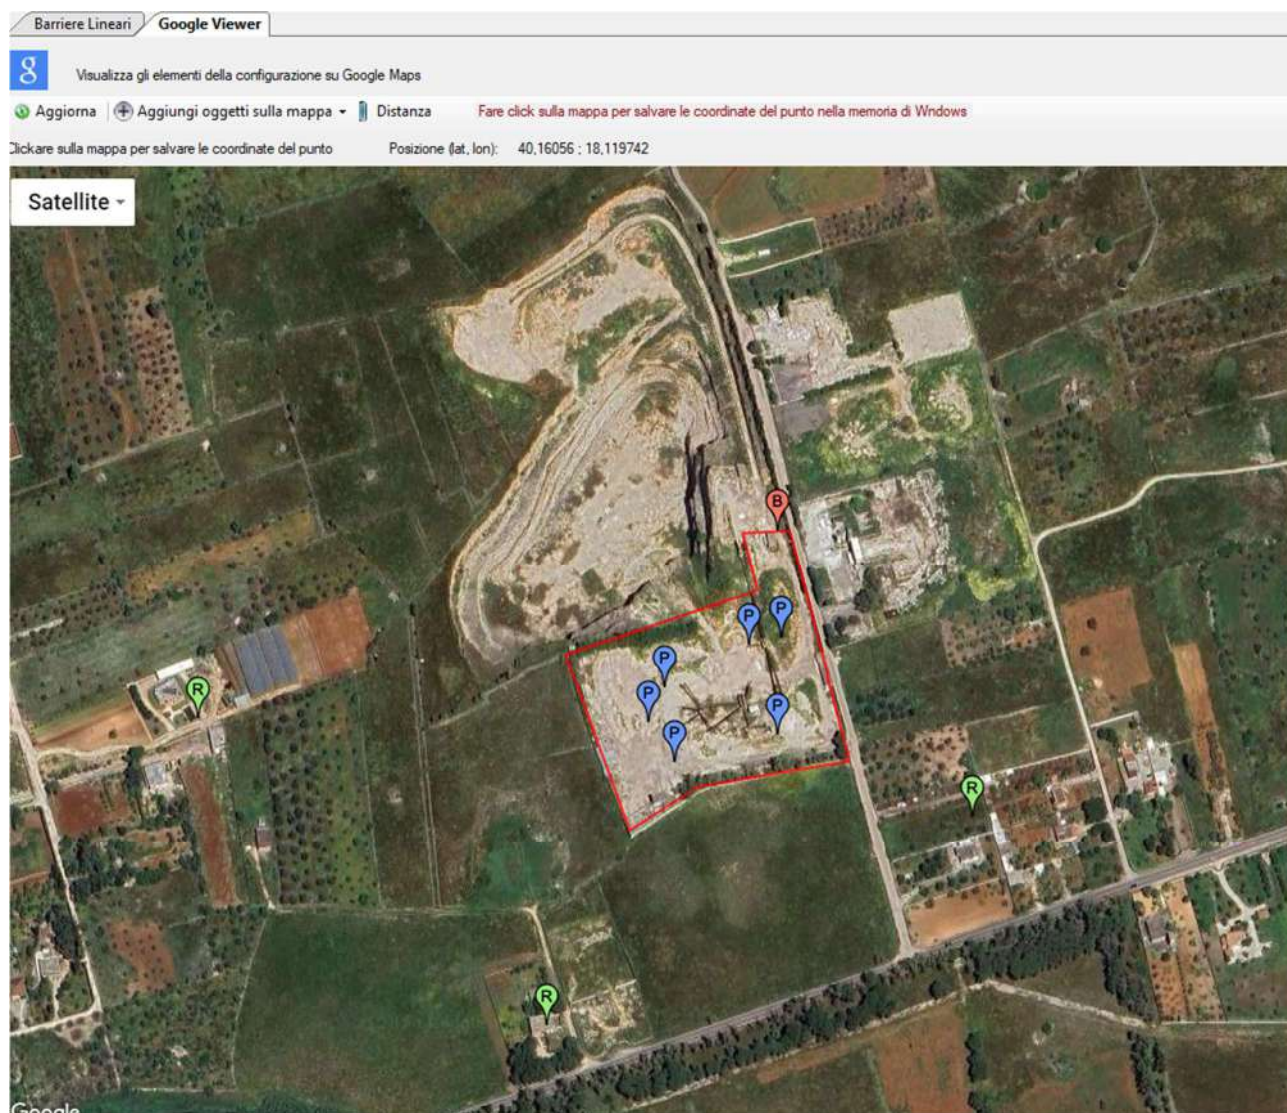 Barriere Lineari Google Viewer
g Visualizza gli elementi della configurazione su Google Maps
Aggiorna Aggiungi oggetti sulla mappa Distanza Fare click sulla mappa per salvare le coordinate del punto nella memoria di Wndows
Clickare sulla mappa per salvare le coordinate del punto Posizione (lat, lon): 40,16056 ; 18,119742
Satellite
B
P P
P
R P P
P
R
R
Google